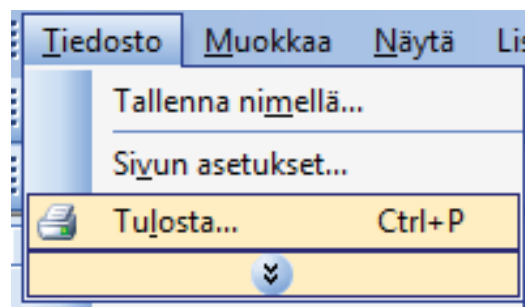 Tiedosto Muokkaa Näytä
Tallenna nimellä...
Sivun asetukset...
Tulosta... Ctrl+P